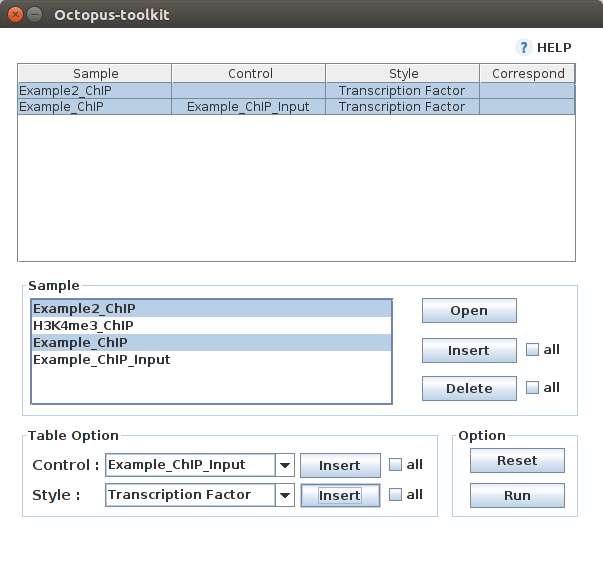 Octopus-toolkit
? HELP
Sample Control Style Correspond
Example2_ChIP Transcription Factor
Example_ChIP Example_ChIP_Input Transcription Factor
Sample
Example2_ChIP
H3K4me3_ChIP
Example_ChIP
Example_ChIP_Input
Open
Insert all
Delete all
Table Option
Control : Example_ChIP_Input Insert all
Style : Transcription Factor Insert all
Option
Reset
Run